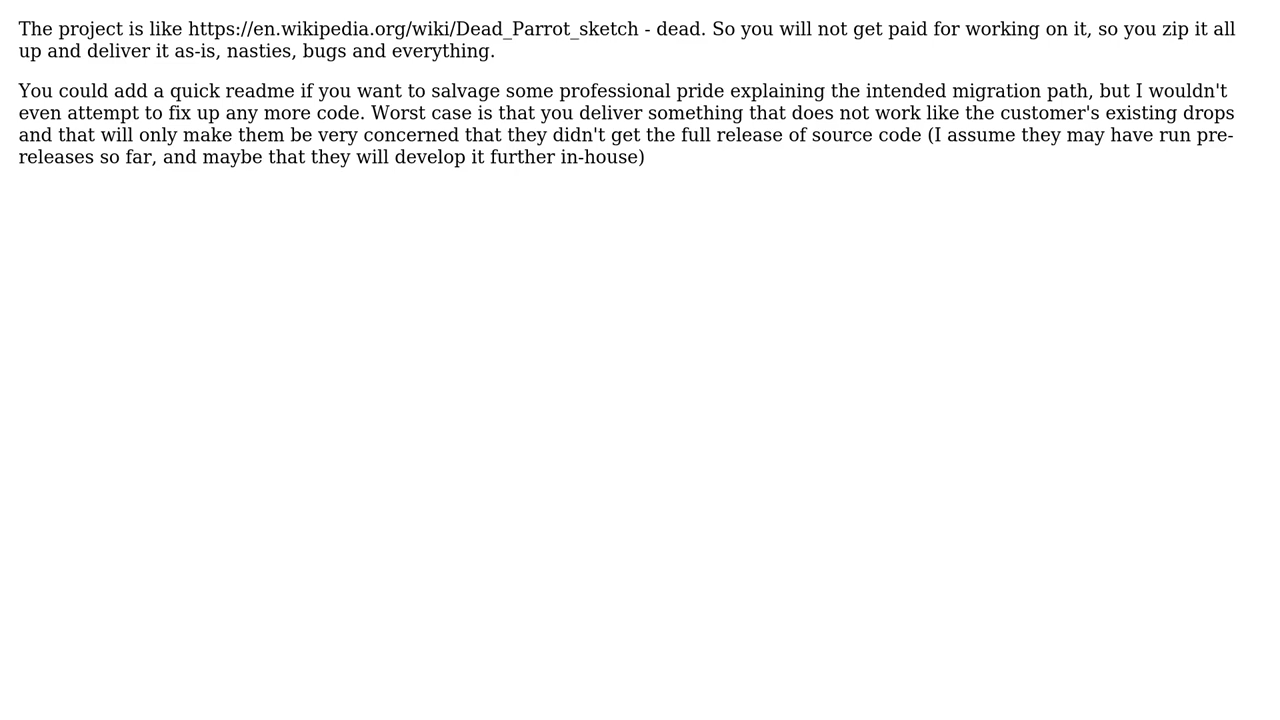 The project is like https://en.wikipedia.org/wiki/Dead_Parrot_sketch - dead. So you will not get paid for working on it, so you zip it all
up and deliver it as-is, nasties, bugs and everything.
You could add a quick readme if you want to salvage some professional pride explaining the intended migration path, but I wouldn't
even attempt to fix up any more code. Worst case is that you deliver something that does not work like the customer's existing drops
and that will only make them be very concerned that they didn't get the full release of source code (I assume they may have run pre-
releases so far, and maybe that they will develop it further in-house)